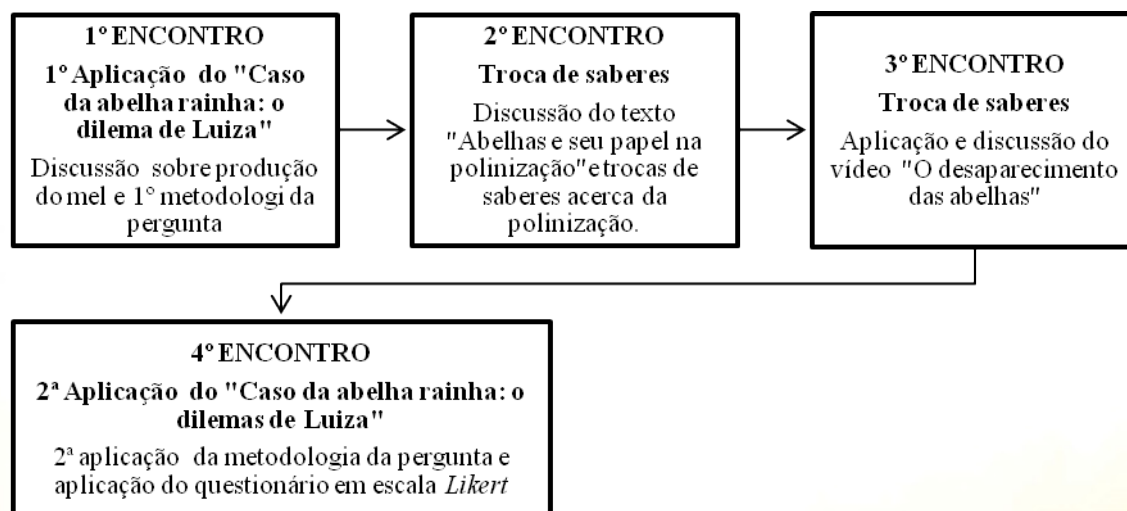 1º ENCONTRO
1º Aplicação do "Caso
da abelha rainha: o
dilema de Luiza"
Discussão sobre produção
do mel e 1° metodologi da
pergunta
2º ENCONTRO
Troca de saberes
Discussão do texto
"Abelhas e seu papel na
polinização" e trocas de
saberes acerca da
polinização.
3º ENCONTRO
Troca de saberes
Aplicação e discussão do
vídeo "O desaparecimento
das abelhas"
4º ENCONTRO
2ª Aplicação do "Caso da abelha rainha: o
dilemas de Luiza"
2ª aplicação da metodologia da pergunta e
aplicação do questionário em escala Likert